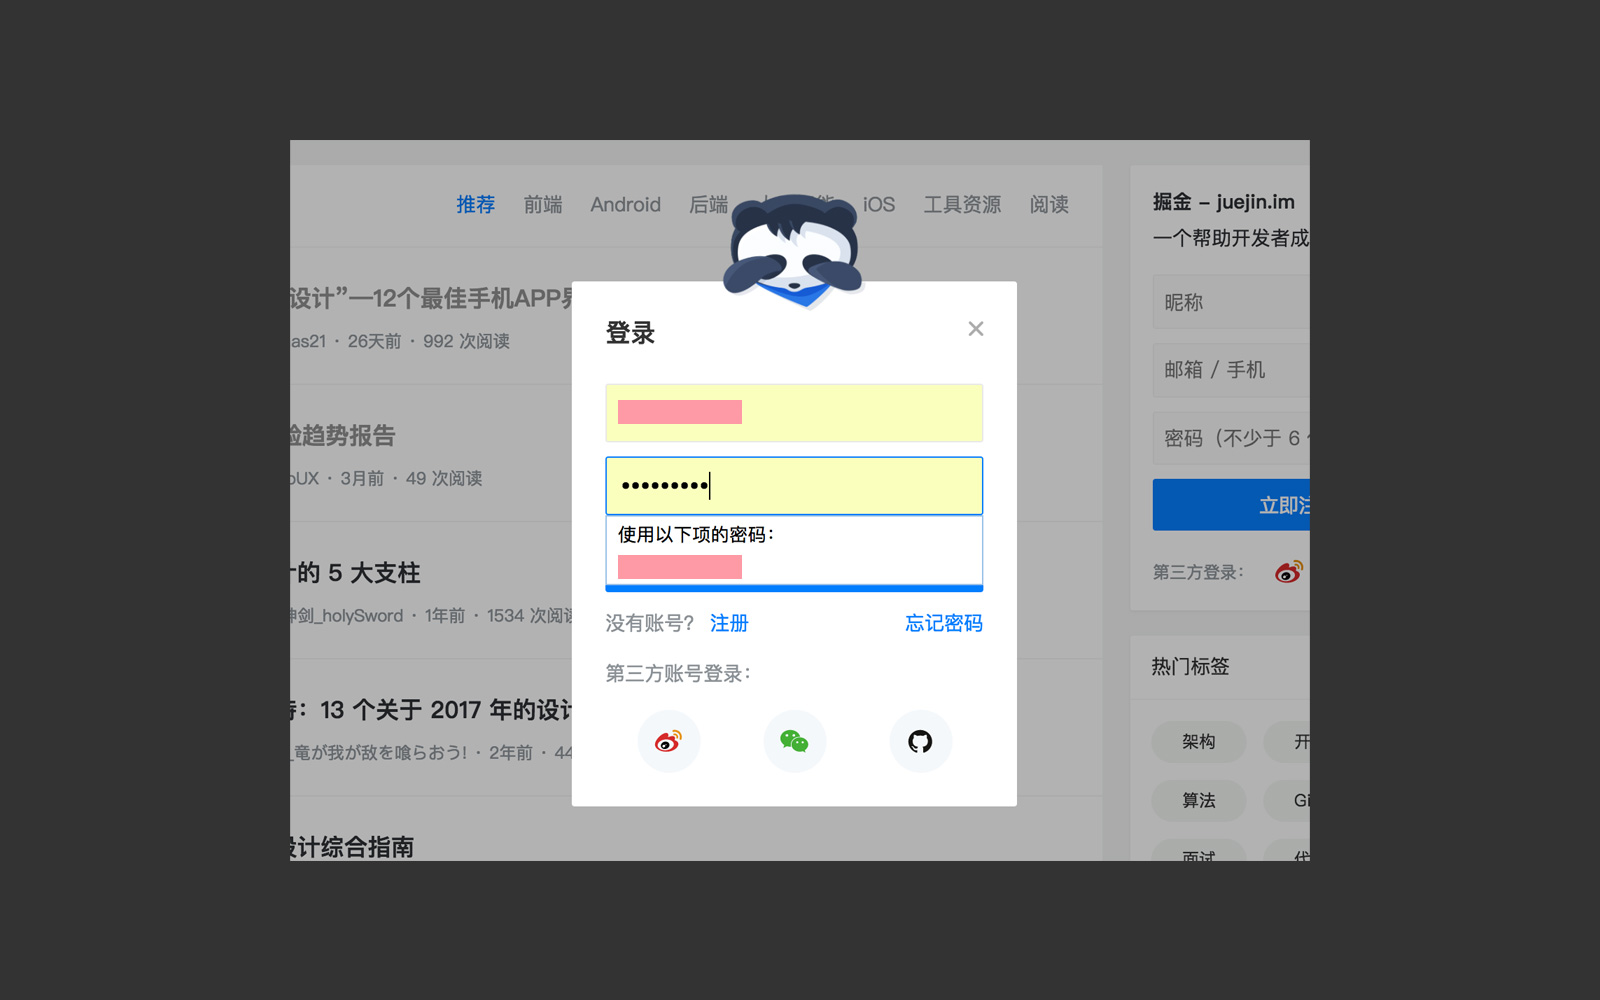 推荐 前端 Android 后端 iOS 工具资源 阅读
设计”—12个最佳手机APP界
as21 · 26天前 · 992 次阅读
验趋势报告
oUX · 3月前 · 49 次阅读
计的 5 大支柱
神剑_holySword · 1年前 · 1534 次阅读
荐：13 个关于 2017 年的设计
_竜が我が敌を喰らおう! · 2年前 · 44
设计综合指南
登录
•••••••••
使用以下项的密码：
没有账号? 注册 忘记密码
第三方账号登录：
掘金 – juejin.im
一个帮助开发者成
昵称
邮箱 / 手机
密码（不少于 6
立即注
第三方登录：
热门标签
架构 开
算法 Gi
面试 代